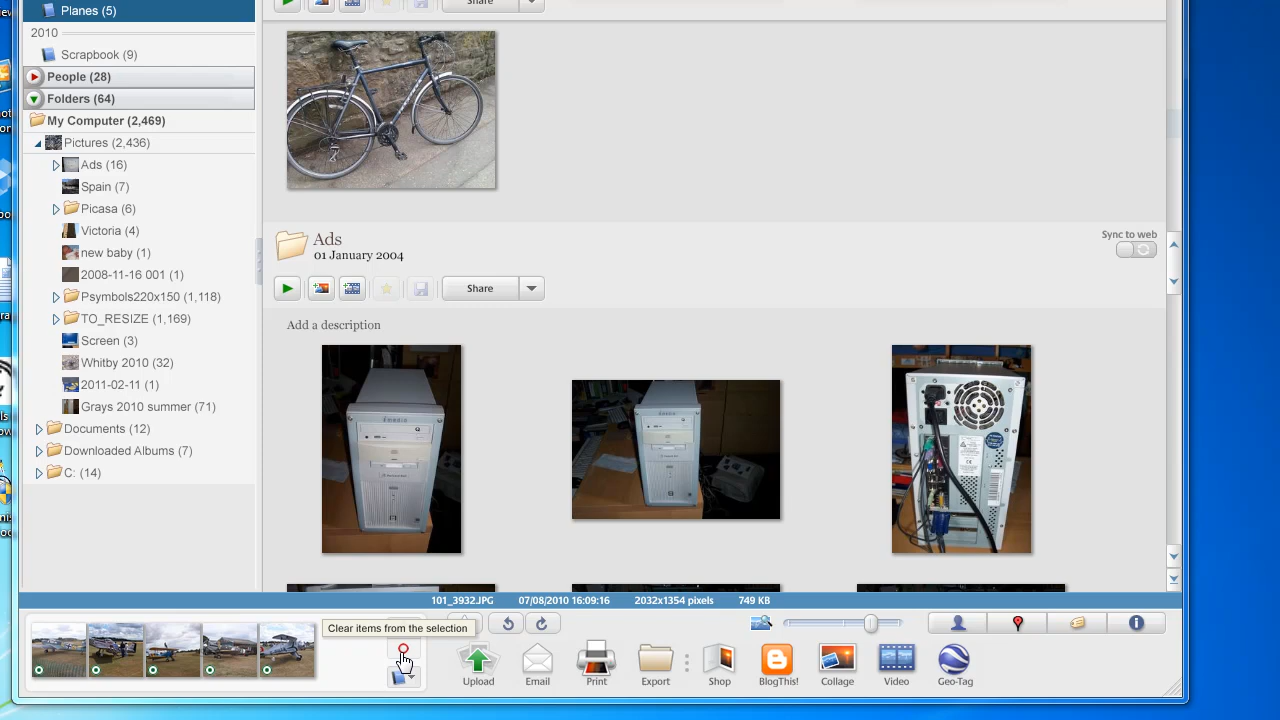 Planes (5)
Share
2010
Scrapbook (9)
People (28)
Folders (64)
My Computer (2,469)
Pictures (2,436)
Ads (16)
Spain (7)
Picasa (6)
Victoria (4)
new baby (1)
2008-11-16 001 (1)
Psymbols220x150 (1,118)
TO_RESIZE (1,169)
Screen (3)
Whitby 2010 (32)
2011-02-11 (1)
Grays 2010 summer (71)
Documents (12)
Downloaded Albums (7)
C: (14)
Ads
01 January 2004
Sync to web
Share
Add a description
101_3932.JPG 07/08/2010 16:09:16 2032x1354 pixels 749 KB
Clear items from the selection
Upload Email Print Export Shop BlogThis! Collage Video Geo-Tag